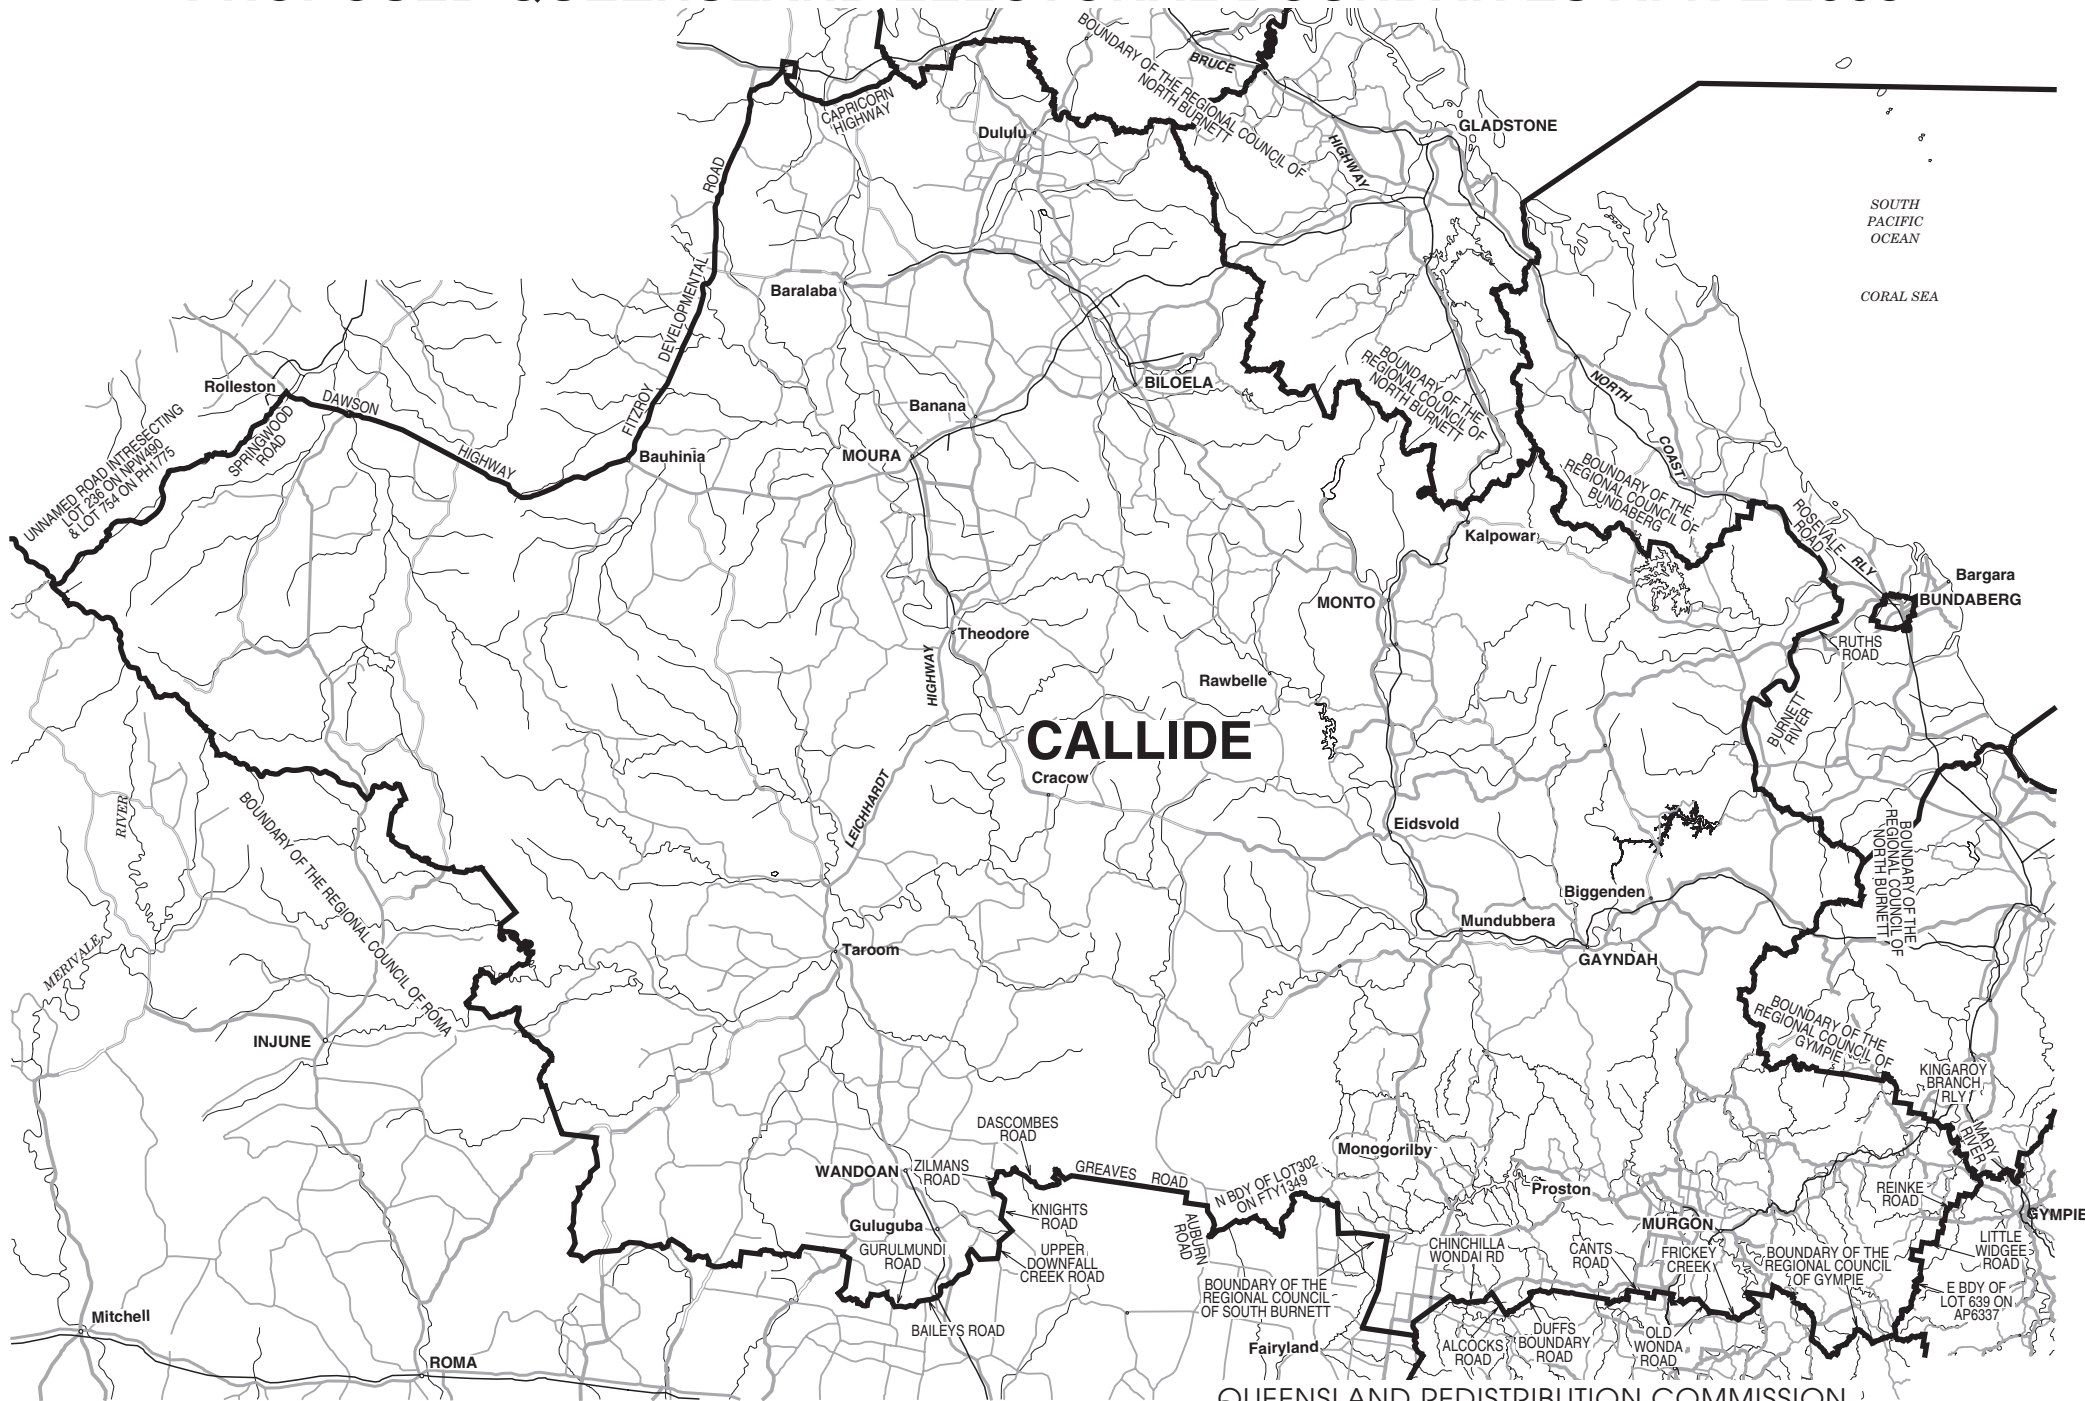 BOUNDARY OF THE REGIONAL COUNCIL OF
NORTH BURNETT
BRUCE
HIGHWAY
CAPRICORN
HIGHWAY
Dululu
GLADSTONE
ROAD
DEVELOPMENTAL
FITZROY
SOUTH
PACIFIC
OCEAN
CORAL SEA
Baralaba
BILOELA
Banana
MOURA
Bauhinia
Rolleston
DAWSON
HIGHWAY
SPRINGWOOD
ROAD
UNNAMED ROAD INTRESECTING
LOT 236 ON NPW490
& LOT 754 ON PH1775
BOUNDARY OF THE
REGIONAL COUNCIL OF
NORTH BURNETT
NORTH
COAST
BOUNDARY OF THE
REGIONAL COUNCIL OF
BUNDABERG
ROSEVALE
ROAD
RLY
Kalpowar
Bargara
BUNDABERG
MONTO
RUTHS
ROAD
Theodore
HIGHWAY
Rawbelle
BURNETT
RIVER
CALLIDE
Cracow
LEICHHARDT
Eidsvold
RIVER
BOUNDARY OF THE REGIONAL COUNCIL OF ROMA
BOUNDARY OF THE
REGIONAL COUNCIL OF
NORTH BURNETT
Biggenden
Mundubbera
GAYNDAH
Taroom
MERIVALE
INJUNE
BOUNDARY OF THE
REGIONAL COUNCIL OF
GYMPIE
KINGAROY
BRANCH
RLY
MARY
RIVER
DASCOMBES
ROAD
Monogorilby
WANDOAN
ZILMANS
ROAD
GREAVES ROAD
N BDY OF LOT302
ON FTY1349
Proston
REINKE
ROAD
KNIGHTS
ROAD
AUBURN
ROAD
MURGON
GYMPIE
Guluguba
GURULMUNDI
ROAD
UPPER
DOWNFALL
CREEK ROAD
CHINCHILLA
WONDAI RD
CANTS
ROAD
FRICKEY
CREEK
BOUNDARY OF THE
REGIONAL COUNCIL
OF GYMPIE
LITTLE
WIDGEE
ROAD
BOUNDARY OF THE
REGIONAL COUNCIL
OF SOUTH BURNETT
E BDY OF
LOT 639 ON
AP6337
Mitchell
BAILEYS ROAD
Fairyland
ALCOCKS
ROAD
DUFFS
BOUNDARY
ROAD
OLD
WONDAI
ROAD
ROMA
QUEENSLAND REDISTRIBUTION COMMISSION